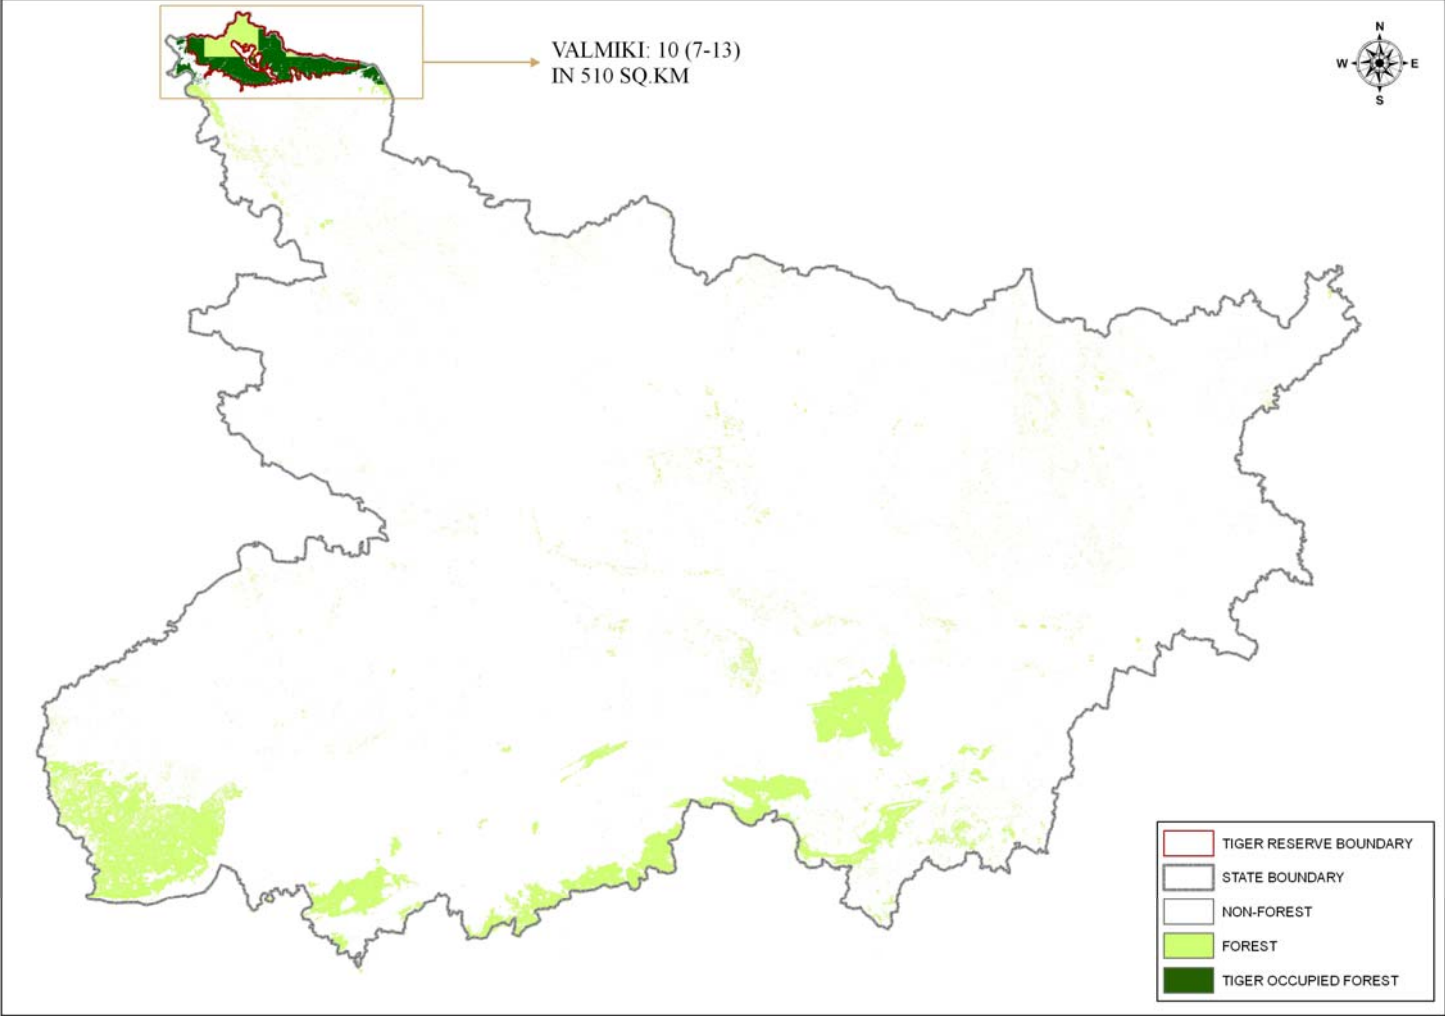 VALMIKI: 10 (7-13)
IN 510 SQ.KM
N
W E
S
TIGER RESERVE BOUNDARY
STATE BOUNDARY
NON-FOREST
FOREST
TIGER OCCUPIED FOREST